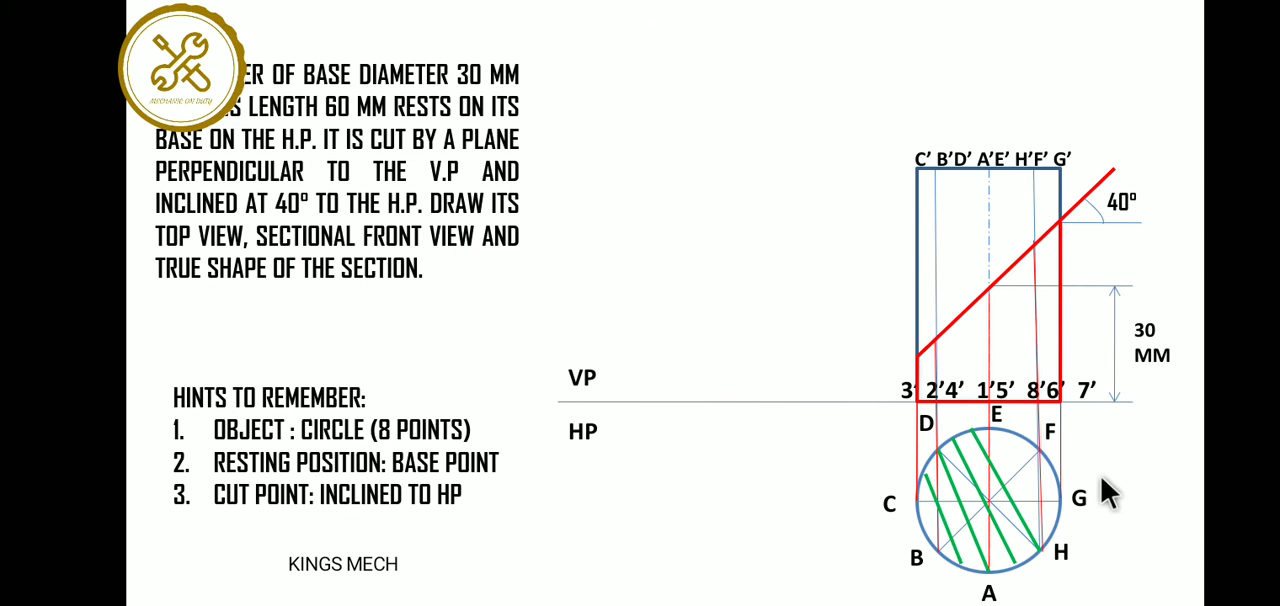 MECHANIC ON DUTY
ER OF BASE DIAMETER 30 MM
S LENGTH 60 MM RESTS ON ITS
BASE ON THE H.P. IT IS CUT BY A PLANE
PERPENDICULAR TO THE V.P AND
INCLINED AT 40° TO THE H.P. DRAW ITS
TOP VIEW, SECTIONAL FRONT VIEW AND
TRUE SHAPE OF THE SECTION.
HINTS TO REMEMBER:
1. OBJECT : CIRCLE (8 POINTS)
2. RESTING POSITION: BASE POINT
3. CUT POINT: INCLINED TO HP
KINGS MECH
VP
HP
C’ B’D’ A’E’ H’F’ G’
40°
30
MM
3’ 2’4’ 1’5’ 8’6’ 7’
D
E
F
C
G
B
H
A